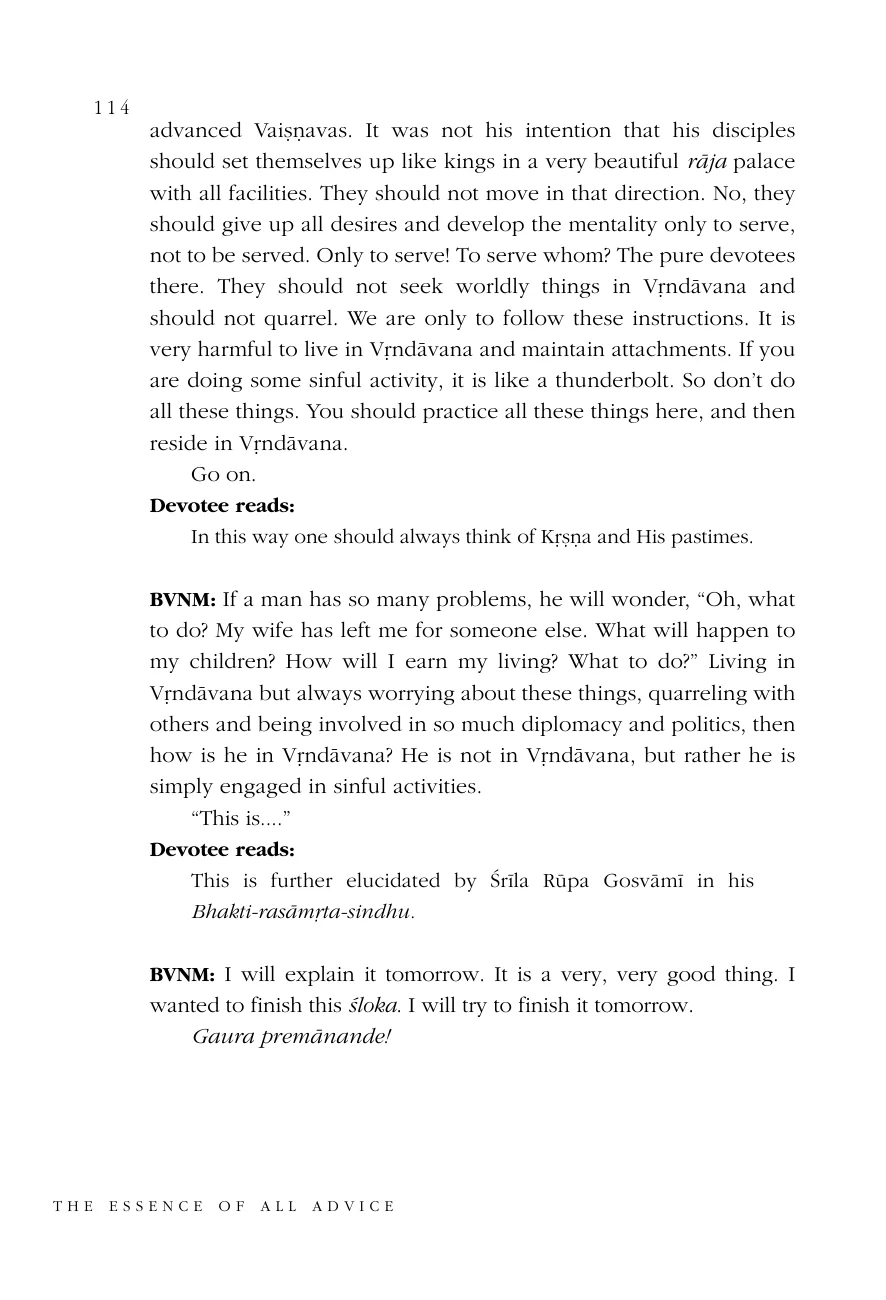 114
advanced Vaiṣṇavas. It was not his intention that his disciples
should set themselves up like kings in a very beautiful rāja palace
with all facilities. They should not move in that direction. No, they
should give up all desires and develop the mentality only to serve,
not to be served. Only to serve! To serve whom? The pure devotees
there. They should not seek worldly things in Vṛndāvana and
should not quarrel. We are only to follow these instructions. It is
very harmful to live in Vṛndāvana and maintain attachments. If you
are doing some sinful activity, it is like a thunderbolt. So don’t do
all these things. You should practice all these things here, and then
reside in Vṛndāvana.
Go on.
Devotee reads:
In this way one should always think of Kṛṣṇa and His pastimes.
BVNM: If a man has so many problems, he will wonder, “Oh, what
to do? My wife has left me for someone else. What will happen to
my children? How will I earn my living? What to do?” Living in
Vṛndāvana but always worrying about these things, quarreling with
others and being involved in so much diplomacy and politics, then
how is he in Vṛndāvana? He is not in Vṛndāvana, but rather he is
simply engaged in sinful activities.
“This is....”
Devotee reads:
This is further elucidated by Śrīla Rūpa Gosvāmī in his
Bhakti-rasāmṛta-sindhu.
BVNM: I will explain it tomorrow. It is a very, very good thing. I
wanted to finish this śloka. I will try to finish it tomorrow.
Gaura premānande!
THE ESSENCE OF ALL ADVICE